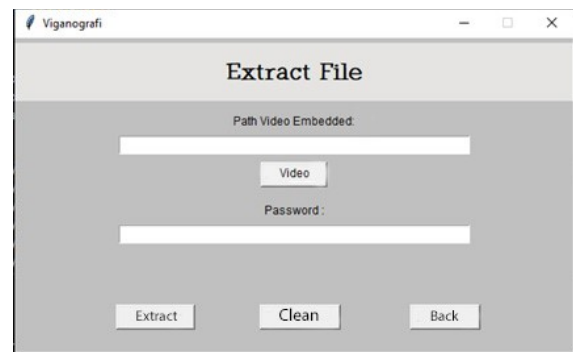 Viganografi
Extract File
Path Video Embedded:
Video
Password :
Extract Clean Back